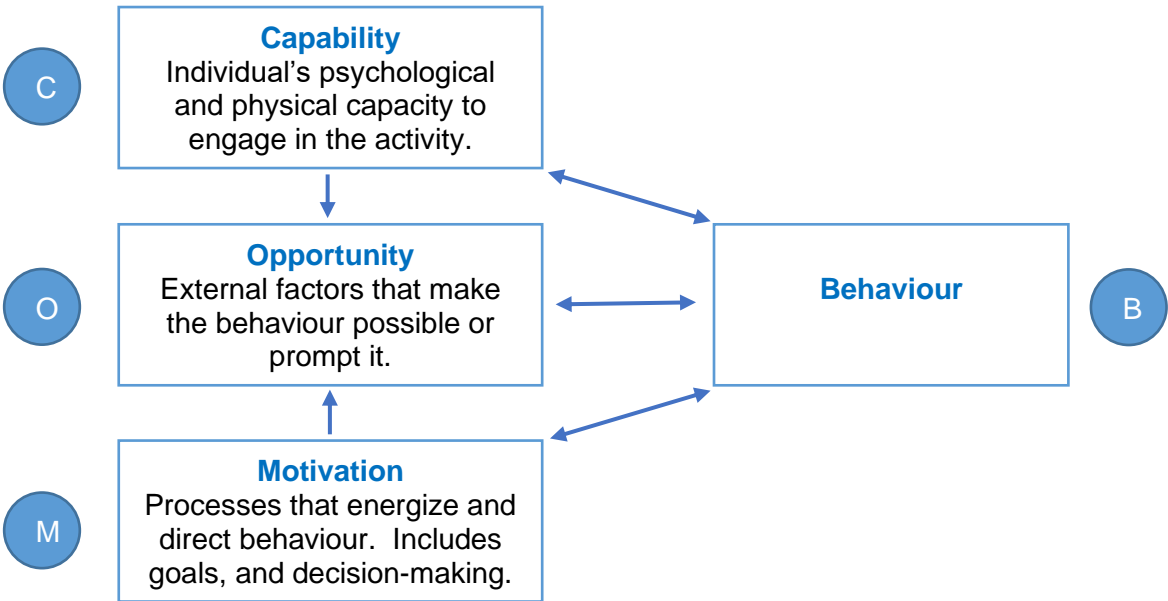 C
Capability
Individual’s psychological
and physical capacity to
engage in the activity.
O
Opportunity
External factors that make
the behaviour possible or
prompt it.
Behaviour
B
M
Motivation
Processes that energize and
direct behaviour.  Includes
goals, and decision-making.